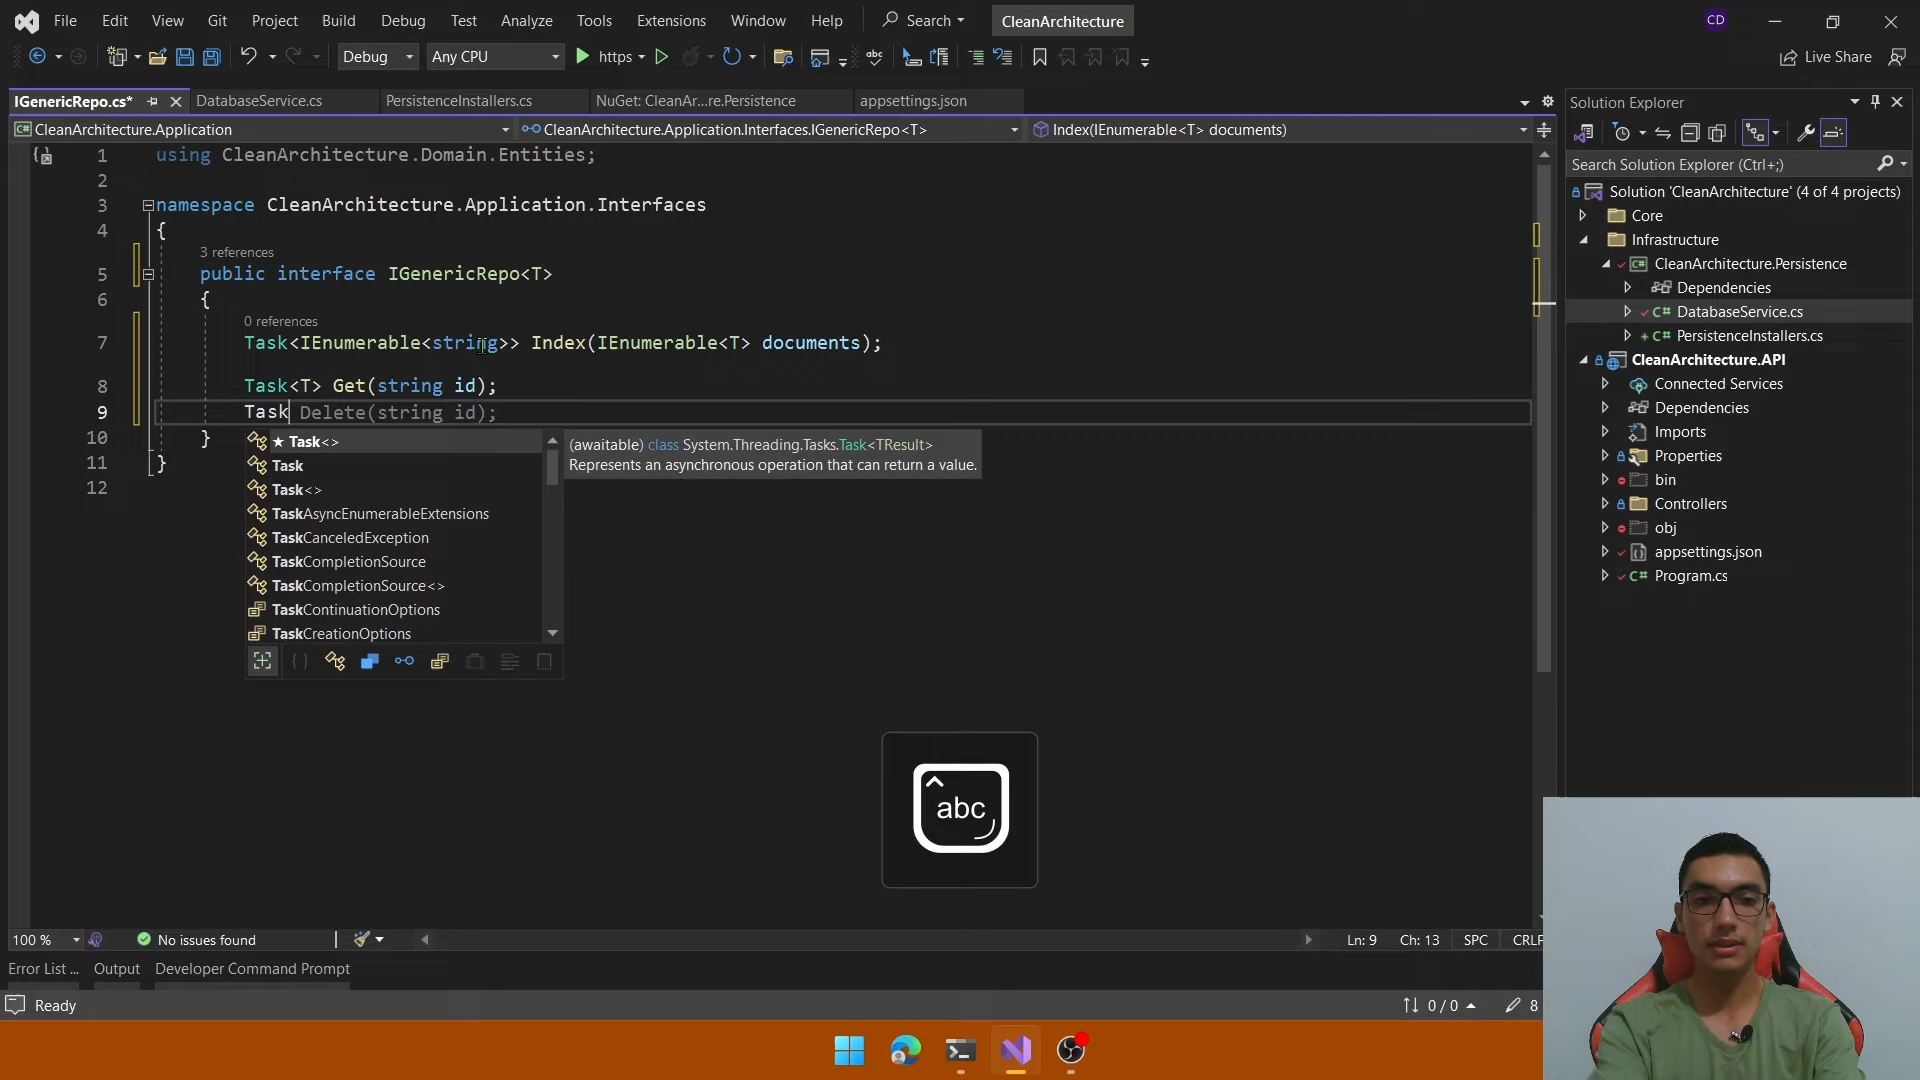 File Edit View Git Project Build Debug Test Analyze Tools Extensions Window Help Search CleanArchitecture CD
Debug Any CPU https Live Share
IGenericRepo.cs* DatabaseService.cs PersistenceInstallers.cs NuGet: CleanAr...re.Persistence appsettings.json
CleanArchitecture.Application CleanArchitecture.Application.Interfaces.IGenericRepo<T> Index(IEnumerable<T> documents)
1 using CleanArchitecture.Domain.Entities;
2
3 namespace CleanArchitecture.Application.Interfaces
4 {
3 references
5 public interface IGenericRepo<T>
6 {
0 references
7 Task<IEnumerable<string>> Index(IEnumerable<T> documents);
8 Task<T> Get(string id);
9 Task Delete(string id);
10 }
11 }
12
★ Task<>
Task
Task<>
TaskAsyncEnumerableExtensions
TaskCanceledException
TaskCompletionSource
TaskCompletionSource<>
TaskContinuationOptions
TaskCreationOptions
(awaitable) class System.Threading.Tasks.Task<TResult>
Represents an asynchronous operation that can return a value.
abc
Solution Explorer
Search Solution Explorer (Ctrl+;)
Solution 'CleanArchitecture' (4 of 4 projects)
Core
Infrastructure
CleanArchitecture.Persistence
Dependencies
DatabaseService.cs
PersistenceInstallers.cs
CleanArchitecture.API
Connected Services
Dependencies
Imports
Properties
bin
Controllers
obj
appsettings.json
Program.cs
100 % No issues found Ln: 9 Ch: 13 SPC CRLF
Error List ... Output Developer Command Prompt
Ready 0 / 0 8